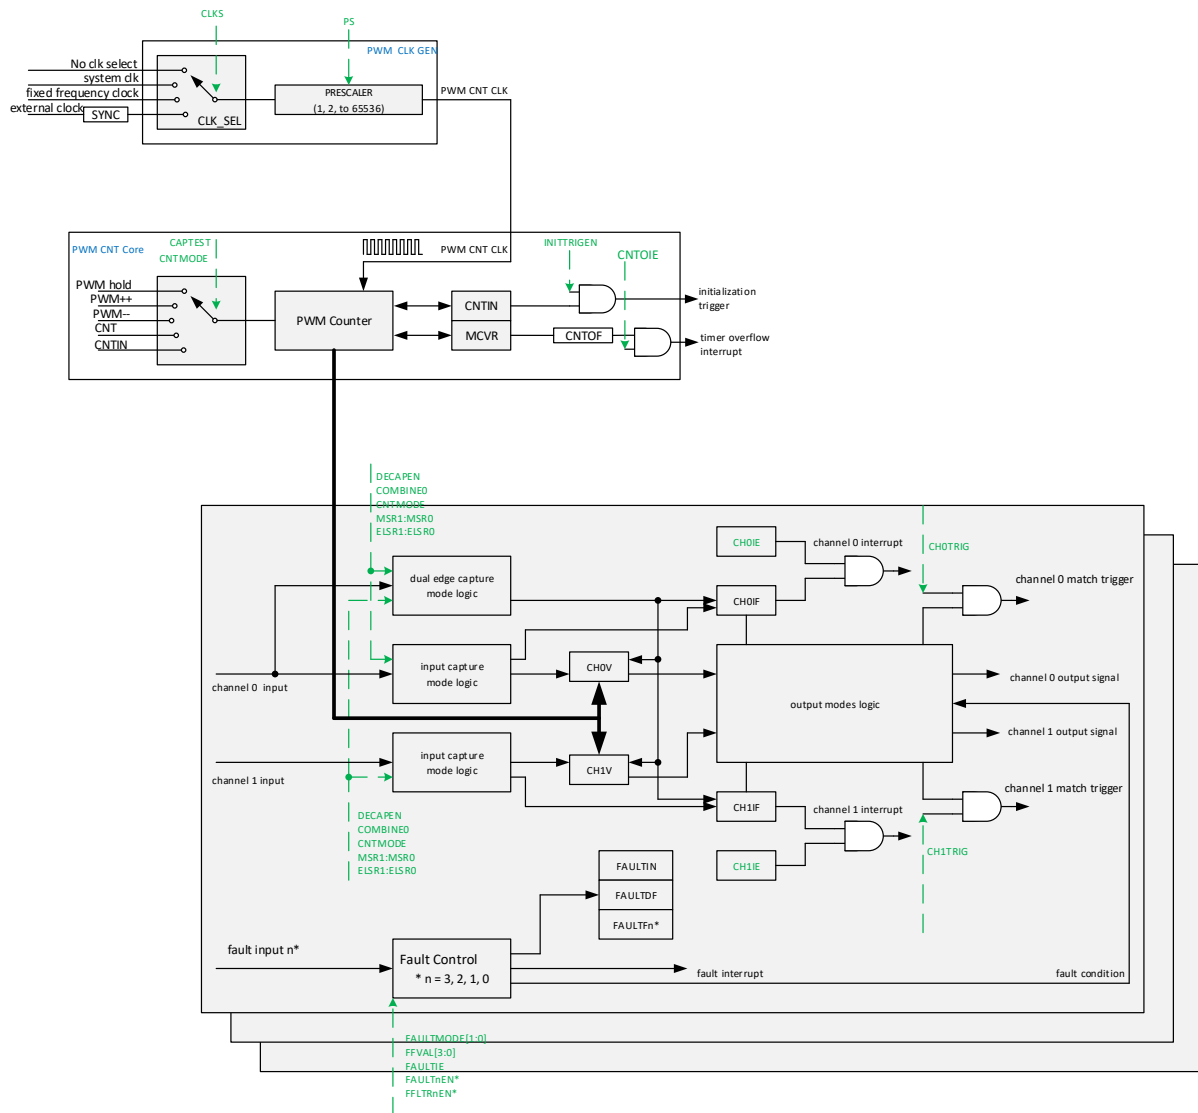 CLKS
PS
PWM CLK GEN
No clk select
system clk
fixed frequency clock
external clock
SYNC
CLK_SEL
PRESCALER
(1, 2, to 65536)
PWM CNT CLK
PWM CNT Core
CAPTEST
CNTMODE
PWM CNT CLK
INITTRIGEN
CNTOIE
PWM hold
PWM++
PWM--
CNT
CNTIN
PWM Counter
CNTIN
MCVR
CNTOF
initialization
trigger
timer overflow
interrupt
DECAPEN
COMBINE0
CNTMODE
MSR1:MSR0
ELSR1:ELSR0
CH0IE
channel 0 interrupt
CH0TRIG
dual edge capture
mode logic
CH0IF
channel 0 match trigger
input capture
mode logic
CH0V
channel 0 input
output modes logic
channel 0 output signal
channel 1 output signal
input capture
mode logic
CH1V
channel 1 input
CH1IF
channel 1 interrupt
channel 1 match trigger
DECAPEN
COMBINE0
CNTMODE
MSR1:MSR0
ELSR1:ELSR0
CH1IE
CH1TRIG
FAULTIN
FAULTDF
FAULTFn*
fault input n*
Fault Control
* n = 3, 2, 1, 0
fault interrupt
fault condition
FAULTMODE[1:0]
FFVAL[3:0]
FAULTIE
FAULTnEN*
FFLTRnEN*